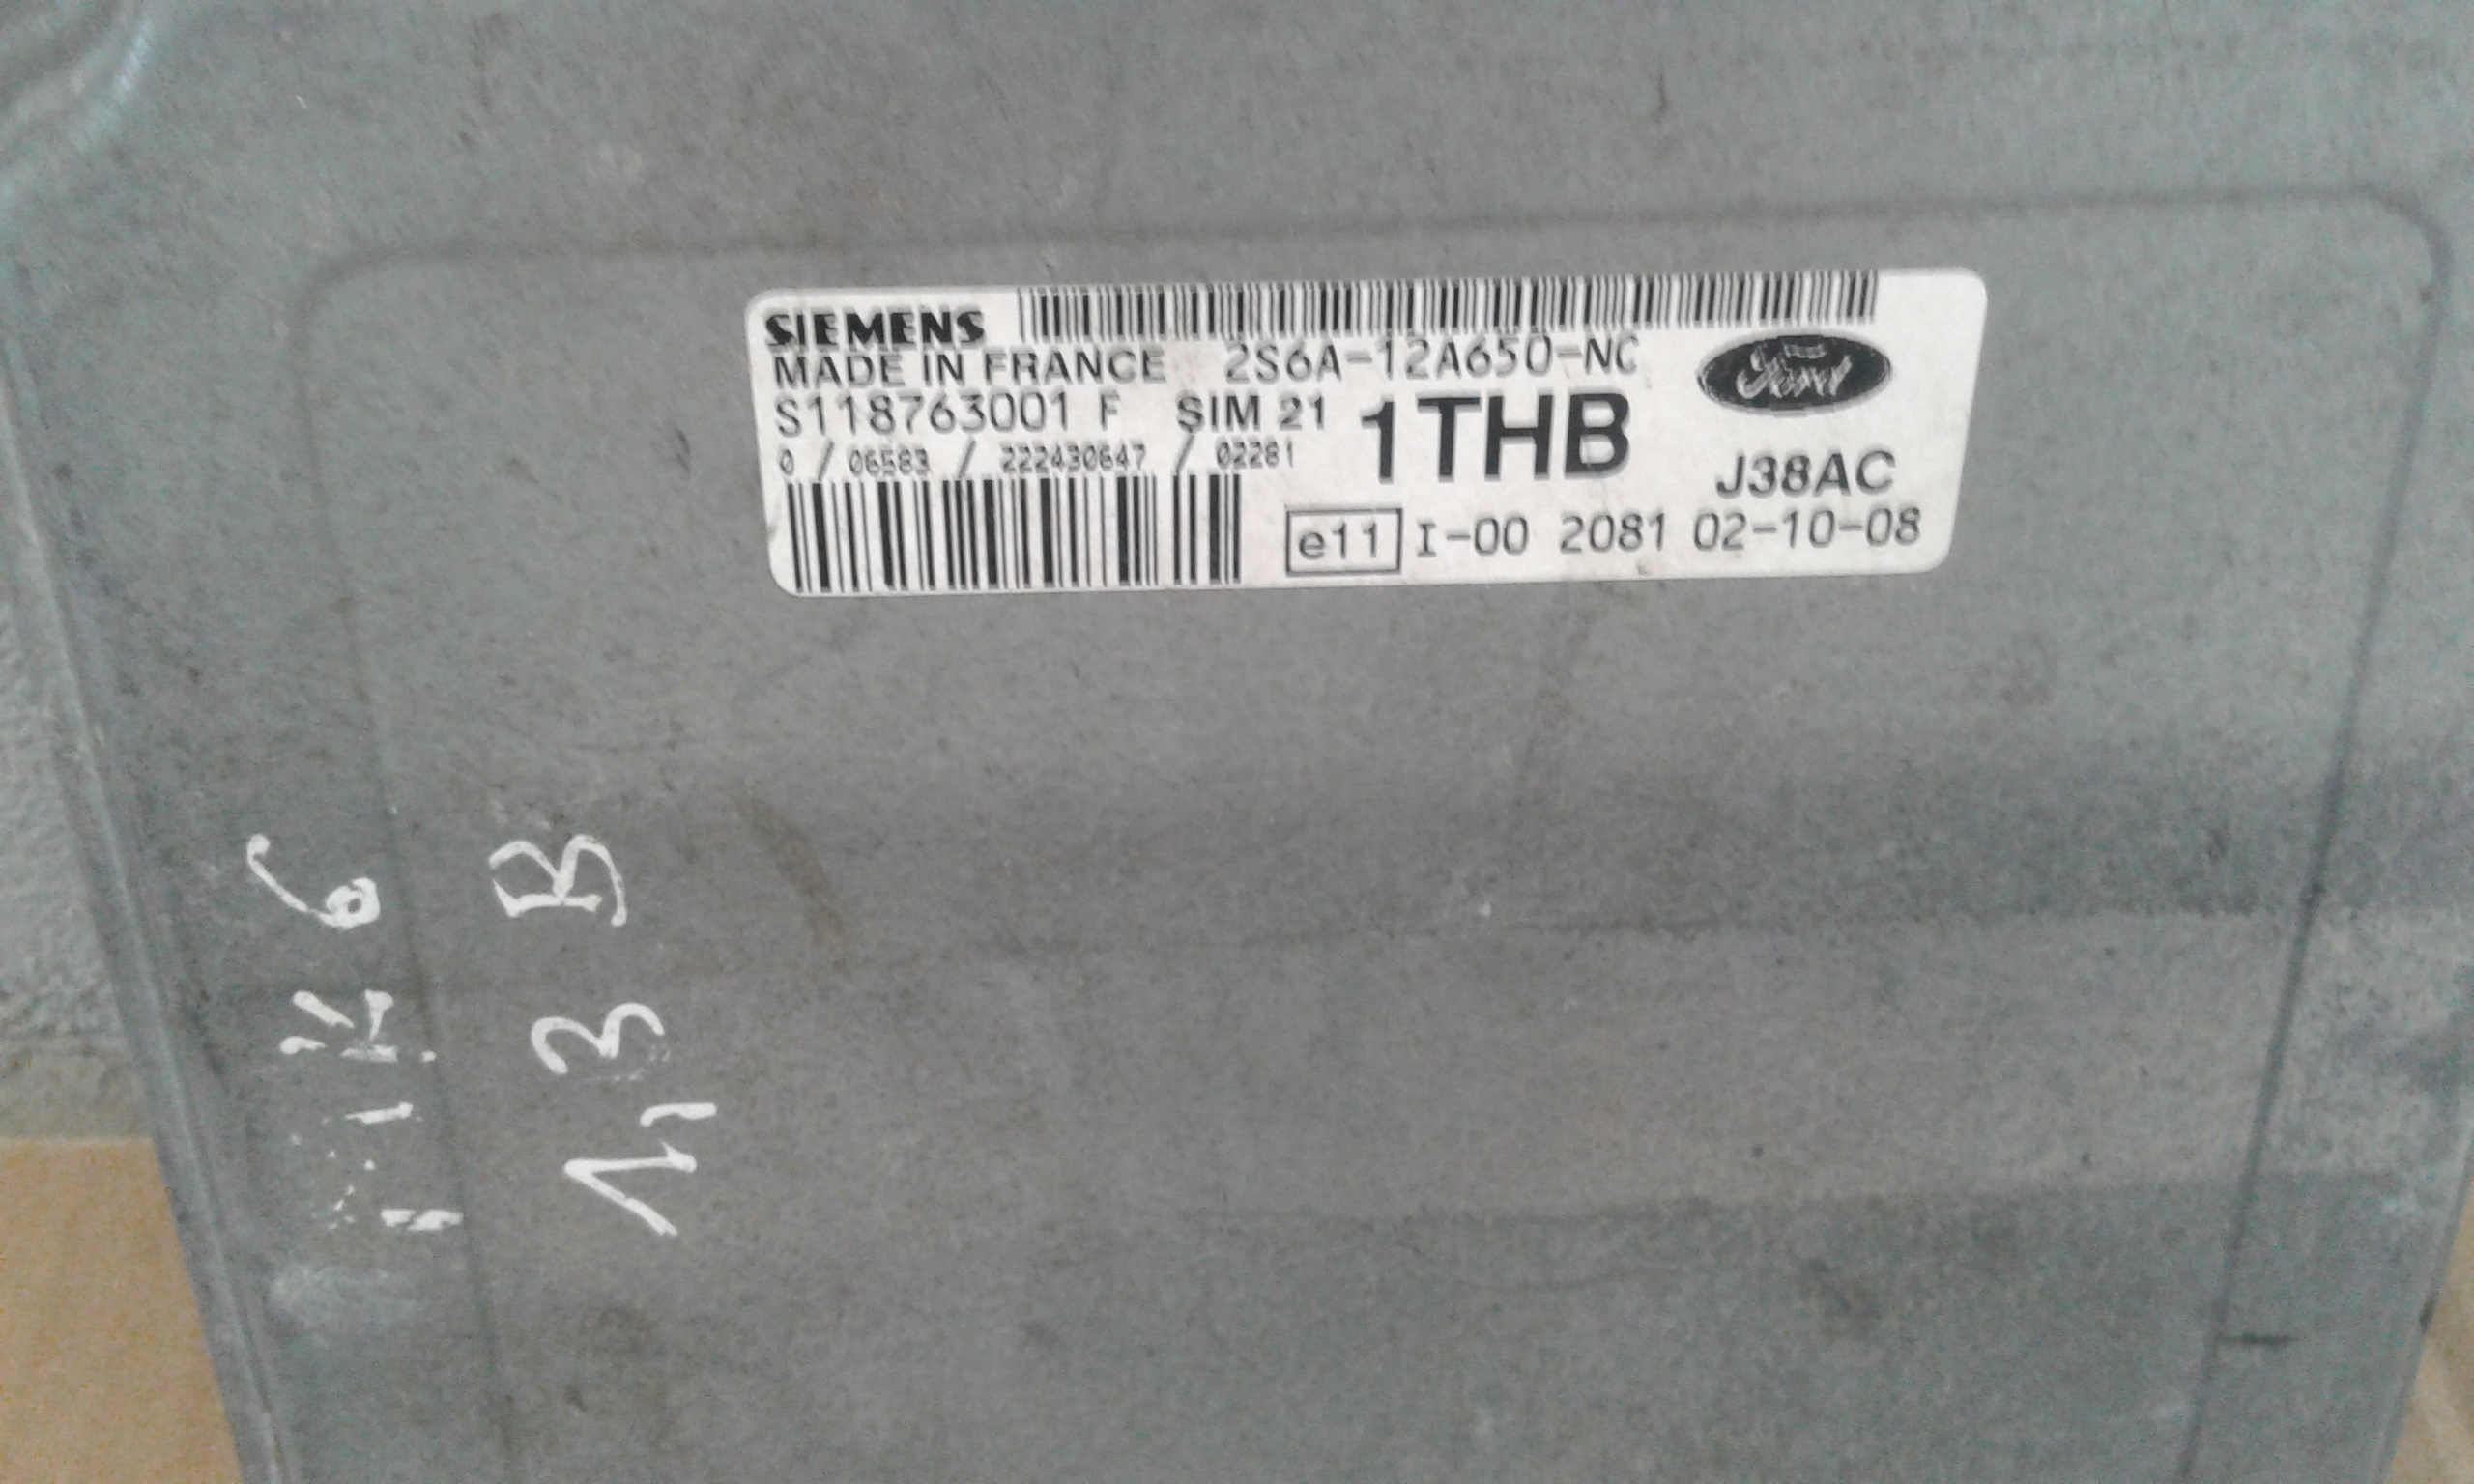 SIEMENS
MADE IN FRANCE 2S6A-12A650-NC
Ford
S118763001 F SIM 21 1THB
0 / 06583 / 222430647 / 02281
J38AC
e11 I-00 2081 02-10-08
1,3 B